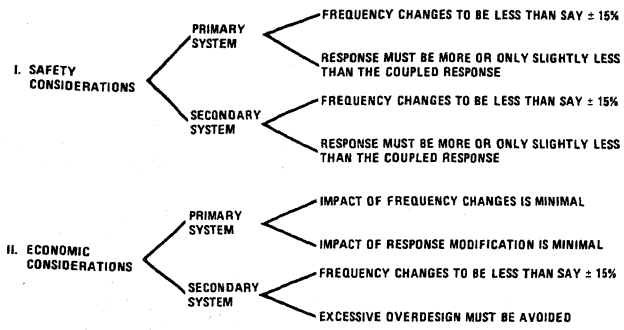 I. SAFETY
CONSIDERATIONS
PRIMARY
SYSTEM
FREQUENCY CHANGES TO BE LESS THAN SAY ± 15%
RESPONSE MUST BE MORE OR ONLY SLIGHTLY LESS
THAN THE COUPLED RESPONSE
SECONDARY
SYSTEM
FREQUENCY CHANGES TO BE LESS THAN SAY ± 15%
RESPONSE MUST BE MORE OR ONLY SLIGHTLY LESS
THAN THE COUPLED RESPONSE
II. ECONOMIC
CONSIDERATIONS
PRIMARY
SYSTEM
IMPACT OF FREQUENCY CHANGES IS MINIMAL
IMPACT OF RESPONSE MODIFICATION IS MINIMAL
SECONDARY
SYSTEM
FREQUENCY CHANGES TO BE LESS THAN SAY ± 15%
EXCESSIVE OVERDESIGN MUST BE AVOIDED